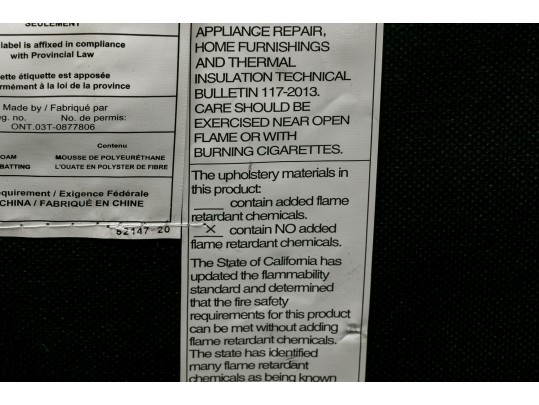 SEULEMENT
label is affixed in compliance
with Provincial Law
ette étiquette est apposée
rmément à la loi de la province
Made by / Fabriqué par
g. no. No. de permis:
ONT.03T-0877806
Contenu
OAM MOUSSE DE POLYEURÉTHANE
BATTING L'OUATE EN POLYSTER DE FIBRE
quirement / Exigence Fédérale
CHINA / FABRIQUÉ EN CHINE
62147-20
APPLIANCE REPAIR,
HOME FURNISHINGS
AND THERMAL
INSULATION TECHNICAL
BULLETIN 117-2013.
CARE SHOULD BE
EXERCISED NEAR OPEN
FLAME OR WITH
BURNING CIGARETTES.
The upholstery materials in
this product:
____ contain added flame
retardant chemicals.
__X__ contain NO added
flame retardant chemicals.
The State of California has
updated the flammability
standard and determined
that the fire safety
requirements for this product
can be met without adding
flame retardant chemicals.
The state has identified
many flame retardant
chemicals as being known